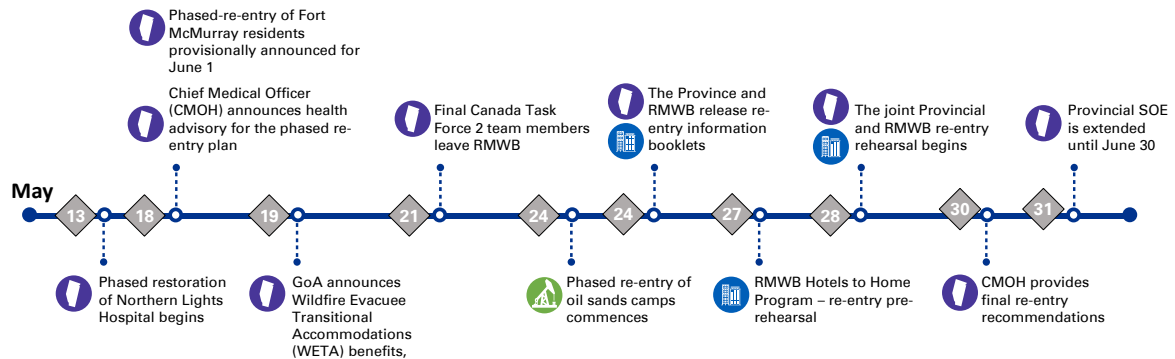 Phased-re-entry of Fort
McMurray residents
provisionally announced for
June 1
Chief Medical Officer
(CMOH) announces health
advisory for the phased re-
entry plan
Final Canada Task
Force 2 team members
leave RMWB
The Province and
RMWB release re-
entry information
booklets
The joint Provincial
and RMWB re-entry
rehearsal begins
Provincial SOE
is extended
until June 30
May
13
18
19
21
24
24
27
28
30
31
Phased restoration
of Northern Lights
Hospital begins
GoA announces
Wildfire Evacuee
Transitional
Accommodations
(WETA) benefits,
Phased re-entry of
oil sands camps
commences
RMWB Hotels to Home
Program – re-entry pre-
rehearsal
CMOH provides
final re-entry
recommendations